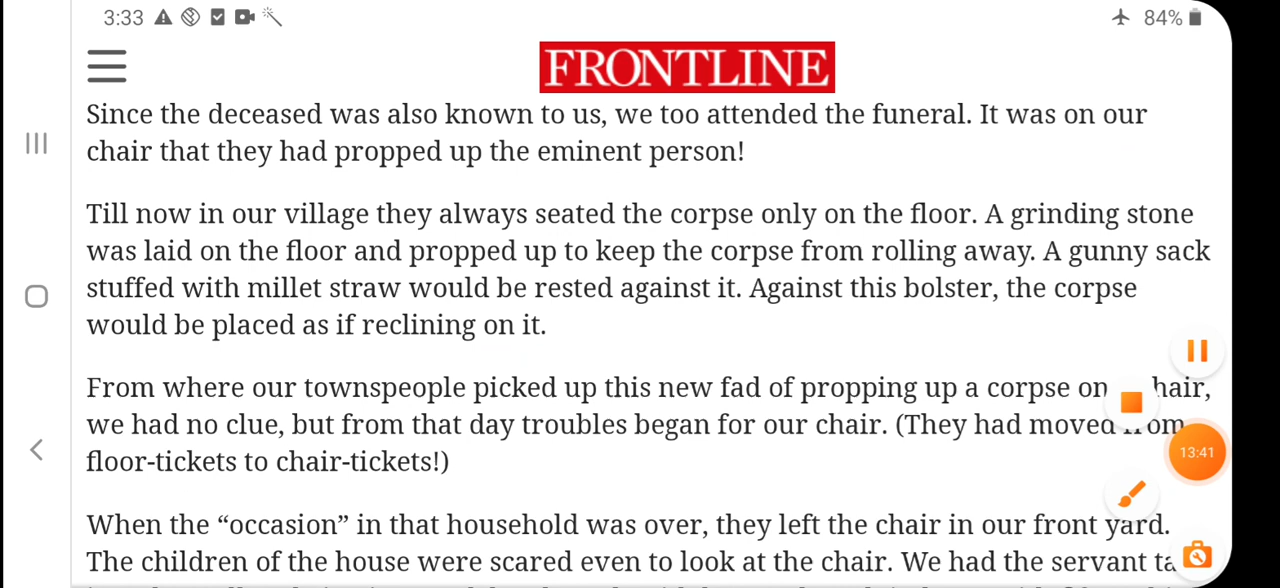 3:33
84%
FRONTLINE
Since the deceased was also known to us, we too attended the funeral. It was on our
chair that they had propped up the eminent person!
Till now in our village they always seated the corpse only on the floor. A grinding stone
was laid on the floor and propped up to keep the corpse from rolling away. A gunny sack
stuffed with millet straw would be rested against it. Against this bolster, the corpse
would be placed as if reclining on it.
From where our townspeople picked up this new fad of propping up a corpse on hair,
we had no clue, but from that day troubles began for our chair. (They had moved from
floor-tickets to chair-tickets!)
13:41
When the “occasion” in that household was over, they left the chair in our front yard.
The children of the house were scared even to look at the chair. We had the servant ta